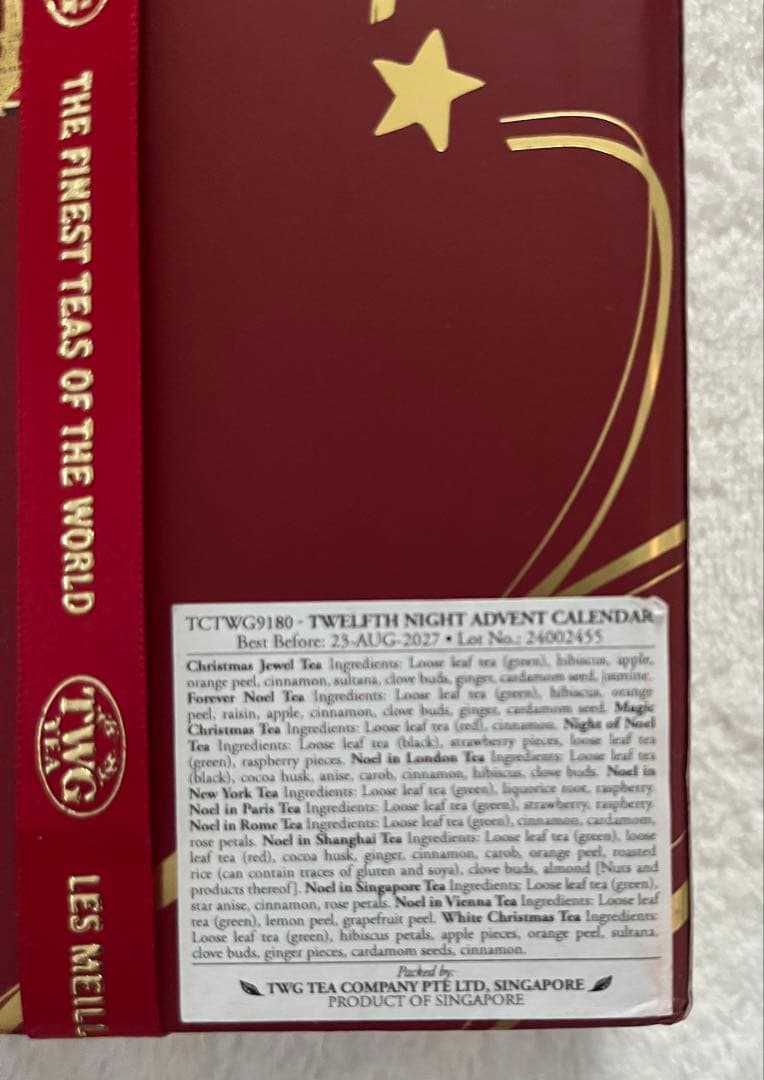 THE FINEST TEAS OF THE WORLD
TWG
TEA
LES MEILL
TCTWG9180 - TWELFTH NIGHT ADVENT CALENDAR
Best Before: 23-AUG-2027 • Lot No.: 24002455
Christmas Jewel Tea Ingredients: Loose leaf tea (green), hibiscus, apple,
orange peel, cinnamon, sultana, clove buds, ginger, cardamom seed, jasmine.
Forever Noel Tea Ingredients: Loose leaf tea (green), hibiscus, orange
peel, raisin, apple, cinnamon, clove buds, ginger, cardamom seed. Magic
Christmas Tea Ingredients: Loose leaf tea (red), cinnamon. Night of Noel
Tea Ingredients: Loose leaf tea (black), strawberry pieces, loose leaf tea
(green), raspberry pieces. Noel in London Tea Ingredients: Loose leaf tea
(black), cocoa husk, anise, carob, cinnamon, hibiscus, clove buds. Noel in
New York Tea Ingredients: Loose leaf tea (green), liquorice root, raspberry.
Noel in Paris Tea Ingredients: Loose leaf tea (green), strawberry, raspberry.
Noel in Rome Tea Ingredients: Loose leaf tea (green), cinnamon, cardamom,
rose petals. Noel in Shanghai Tea Ingredients: Loose leaf tea (green), loose
leaf tea (red), cocoa husk, ginger, cinnamon, carob, orange peel, roasted
rice (can contain traces of gluten and soya), clove buds, almond [Nuts and
products thereof]. Noel in Singapore Tea Ingredients: Loose leaf tea (green),
star anise, cinnamon, rose petals. Noel in Vienna Tea Ingredients: Loose leaf
tea (green), lemon peel, grapefruit peel. White Christmas Tea Ingredients:
Loose leaf tea (green), hibiscus petals, apple pieces, orange peel, sultana,
clove buds, ginger pieces, cardamom seeds, cinnamon.
Packed by:
TWG TEA COMPANY PTE LTD, SINGAPORE
PRODUCT OF SINGAPORE